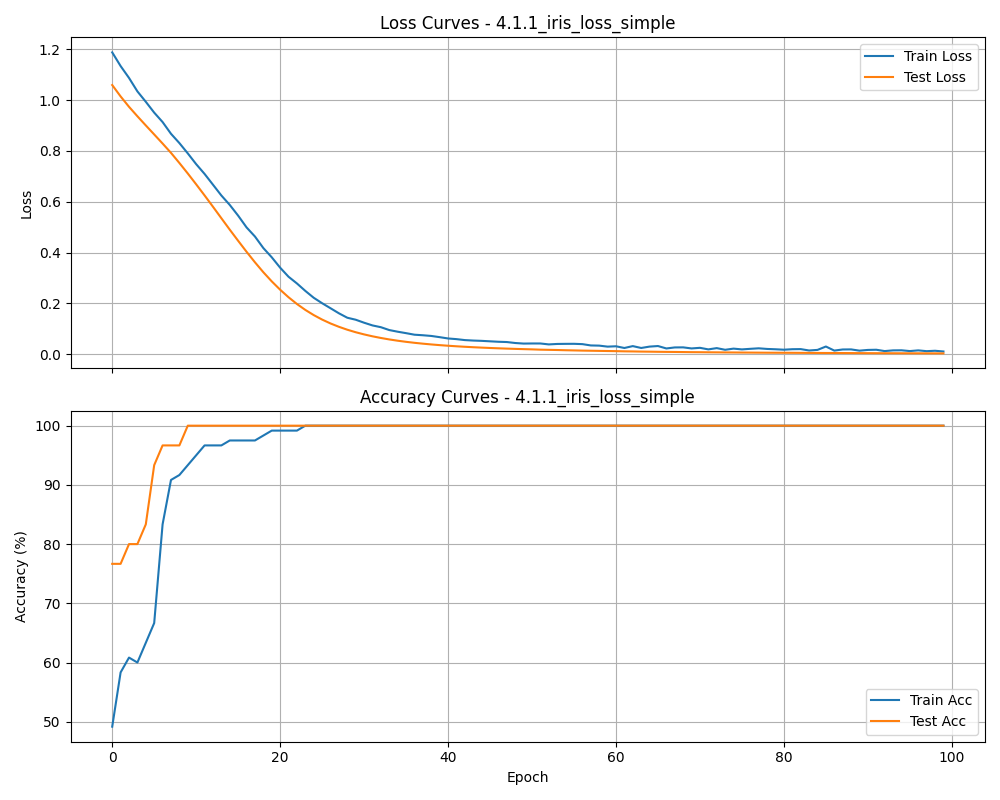 Loss Curves - 4.1.1_iris_loss_simple
1.2
1.0
0.8
0.6
0.4
0.2
0.0
Loss
Train Loss
Test Loss
Accuracy Curves - 4.1.1_iris_loss_simple
100
90
80
70
60
50
Accuracy (%)
Train Acc
Test Acc
0 20 40 60 80 100
Epoch